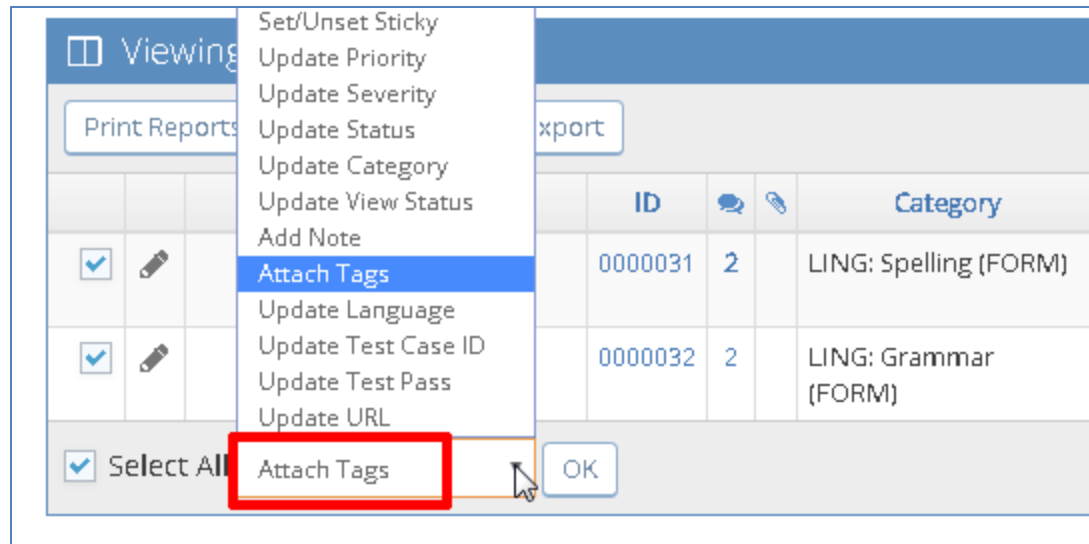 Set/Unset Sticky
Viewing
Update Priority
Update Severity
Print Reports
Update Status
xport
Update Category
Update View Status
ID
Category
Add Note
Attach Tags
0000031 2 LING: Spelling (FORM)
Update Language
Update Test Case ID
0000032 2 LING: Grammar
(FORM)
Update Test Pass
Update URL
Select All
Attach Tags
OK